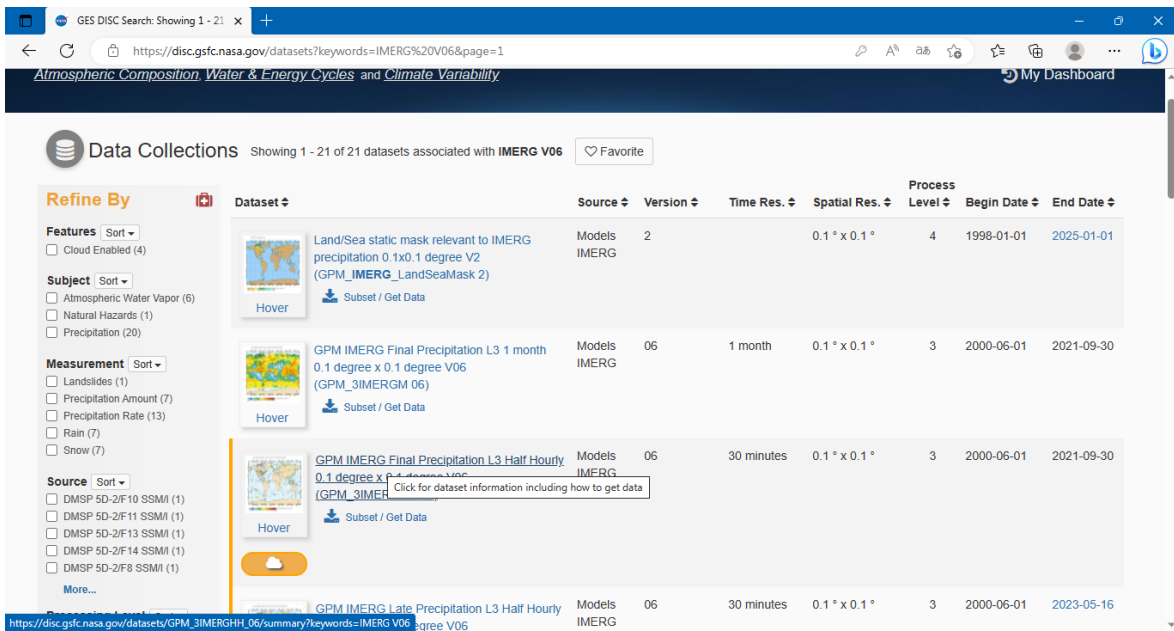 GES DISC Search: Showing 1 - 21
https://disc.gsfc.nasa.gov/datasets?keywords=IMERG%20V06&page=1
Atmospheric Composition, Water & Energy Cycles and Climate Variability
My Dashboard
Data Collections Showing 1 - 21 of 21 datasets associated with IMERG V06 Favorite
Refine By
Features Sort
Cloud Enabled (4)
Subject Sort
Atmospheric Water Vapor (6)
Natural Hazards (1)
Precipitation (20)
Measurement Sort
Landslides (1)
Precipitation Amount (7)
Precipitation Rate (13)
Rain (7)
Snow (7)
Source Sort
DMSP 5D-2/F10 SSM/I (1)
DMSP 5D-2/F11 SSM/I (1)
DMSP 5D-2/F13 SSM/I (1)
DMSP 5D-2/F14 SSM/I (1)
DMSP 5D-2/F8 SSM/I (1)
More...
Dataset Source Version Time Res. Spatial Res. Process Level Begin Date End Date
Land/Sea static mask relevant to IMERG
precipitation 0.1x0.1 degree V2
(GPM_IMERG_LandSeaMask 2)
Subset / Get Data
Hover
Models
IMERG
2 0.1 ° x 0.1 ° 4 1998-01-01 2025-01-01
GPM IMERG Final Precipitation L3 1 month
0.1 degree x 0.1 degree V06
(GPM_3IMERGM 06)
Subset / Get Data
Hover
Models
IMERG
06 1 month 0.1 ° x 0.1 ° 3 2000-06-01 2021-09-30
GPM IMERG Final Precipitation L3 Half Hourly
0.1 degree x
(GPM_3IMER
Click for dataset information including how to get data
Subset / Get Data
Hover
Models
IMERG
06 30 minutes 0.1 ° x 0.1 ° 3 2000-06-01 2021-09-30
GPM IMERG Late Precipitation L3 Half Hourly
egree V06
Models
IMERG
06 30 minutes 0.1 ° x 0.1 ° 3 2000-06-01 2023-05-16
https://disc.gsfc.nasa.gov/datasets/GPM_3IMERGHH_06/summary?keywords=IMERG V06